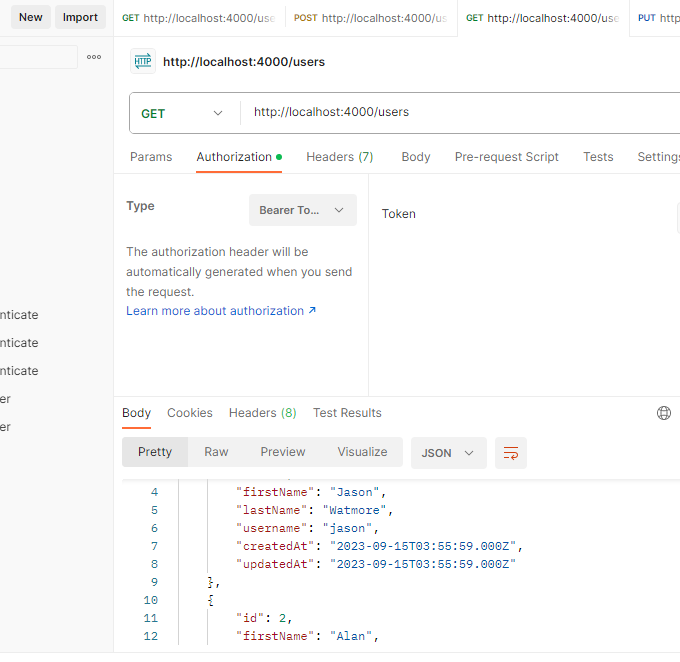 New Import
GET http://localhost:4000/use
POST http://localhost:4000/us
GET http://localhost:4000/use
PUT http
HTTP http://localhost:4000/users
GET http://localhost:4000/users
Params Authorization Headers (7) Body Pre-request Script Tests Settings
Type Bearer To...
Token
The authorization header will be
automatically generated when you send
the request.
Learn more about authorization ↗
nticate
nticate
nticate
er
er
Body Cookies Headers (8) Test Results
Pretty Raw Preview Visualize JSON
4 "firstName": "Jason",
5 "lastName": "Watmore",
6 "username": "jason",
7 "createdAt": "2023-09-15T03:55:59.000Z",
8 "updatedAt": "2023-09-15T03:55:59.000Z"
9 },
10 {
11 "id": 2,
12 "firstName": "Alan",